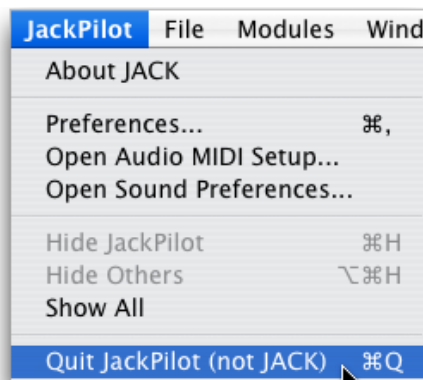 JackPilot File Modules Wind
About JACK
Preferences... ⌘,
Open Audio MIDI Setup...
Open Sound Preferences...
Hide JackPilot ⌘H
Hide Others ⌥⌘H
Show All
Quit JackPilot (not JACK) ⌘Q